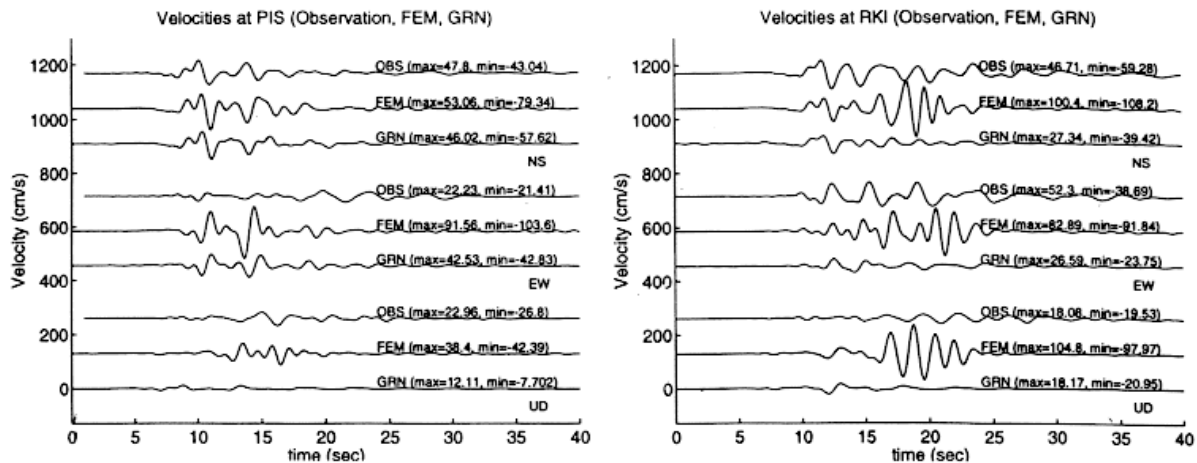 Velocities at PIS (Observation, FEM, GRN)
1200
1000
800
600
400
200
0
Velocity (cm/s)
OBS (max=47.8, min=-43.04)
FEM (max=53.06, min=-79.34)
GRN (max=46.02, min=-57.62)
NS
OBS (max=22.23, min=-21.41)
FEM (max=91.56, min=-103.6)
GRN (max=42.53, min=-42.83)
EW
OBS (max=22.96, min=-26.8)
FEM (max=38.4, min=-42.39)
GRN (max=12.11, min=-7.702)
UD
0 5 10 15 20 25 30 35 40
time (sec)
Velocities at RKI (Observation, FEM, GRN)
1200
1000
800
600
400
200
0
Velocity (cm/s)
OBS (max=46.71, min=-59.28)
FEM (max=100.4, min=-108.2)
GRN (max=27.34, min=-39.42)
NS
OBS (max=52.3, min=-38.69)
FEM (max=82.89, min=-91.84)
GRN (max=26.59, min=-23.75)
EW
OBS (max=18.08, min=-19.53)
FEM (max=104.8, min=-97.97)
GRN (max=18.17, min=-20.95)
UD
0 5 10 15 20 25 30 35 40
time (sec)